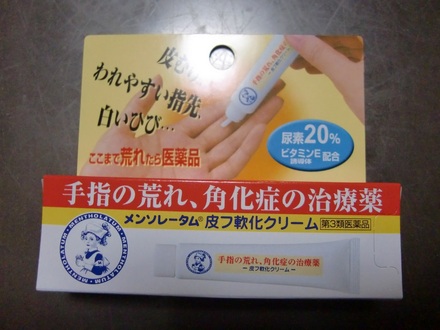 皮むけ
われやすい指先
白いひび…
ここまで荒れたら医薬品
尿素20%
ビタミンE
誘導体
配合
手指の荒れ、角化症の治療薬
メンソレータム® 皮フ軟化クリーム 第3類医薬品
MENTHOLATUM
手指の荒れ、角化症の治療薬
ー皮フ軟化クリームー